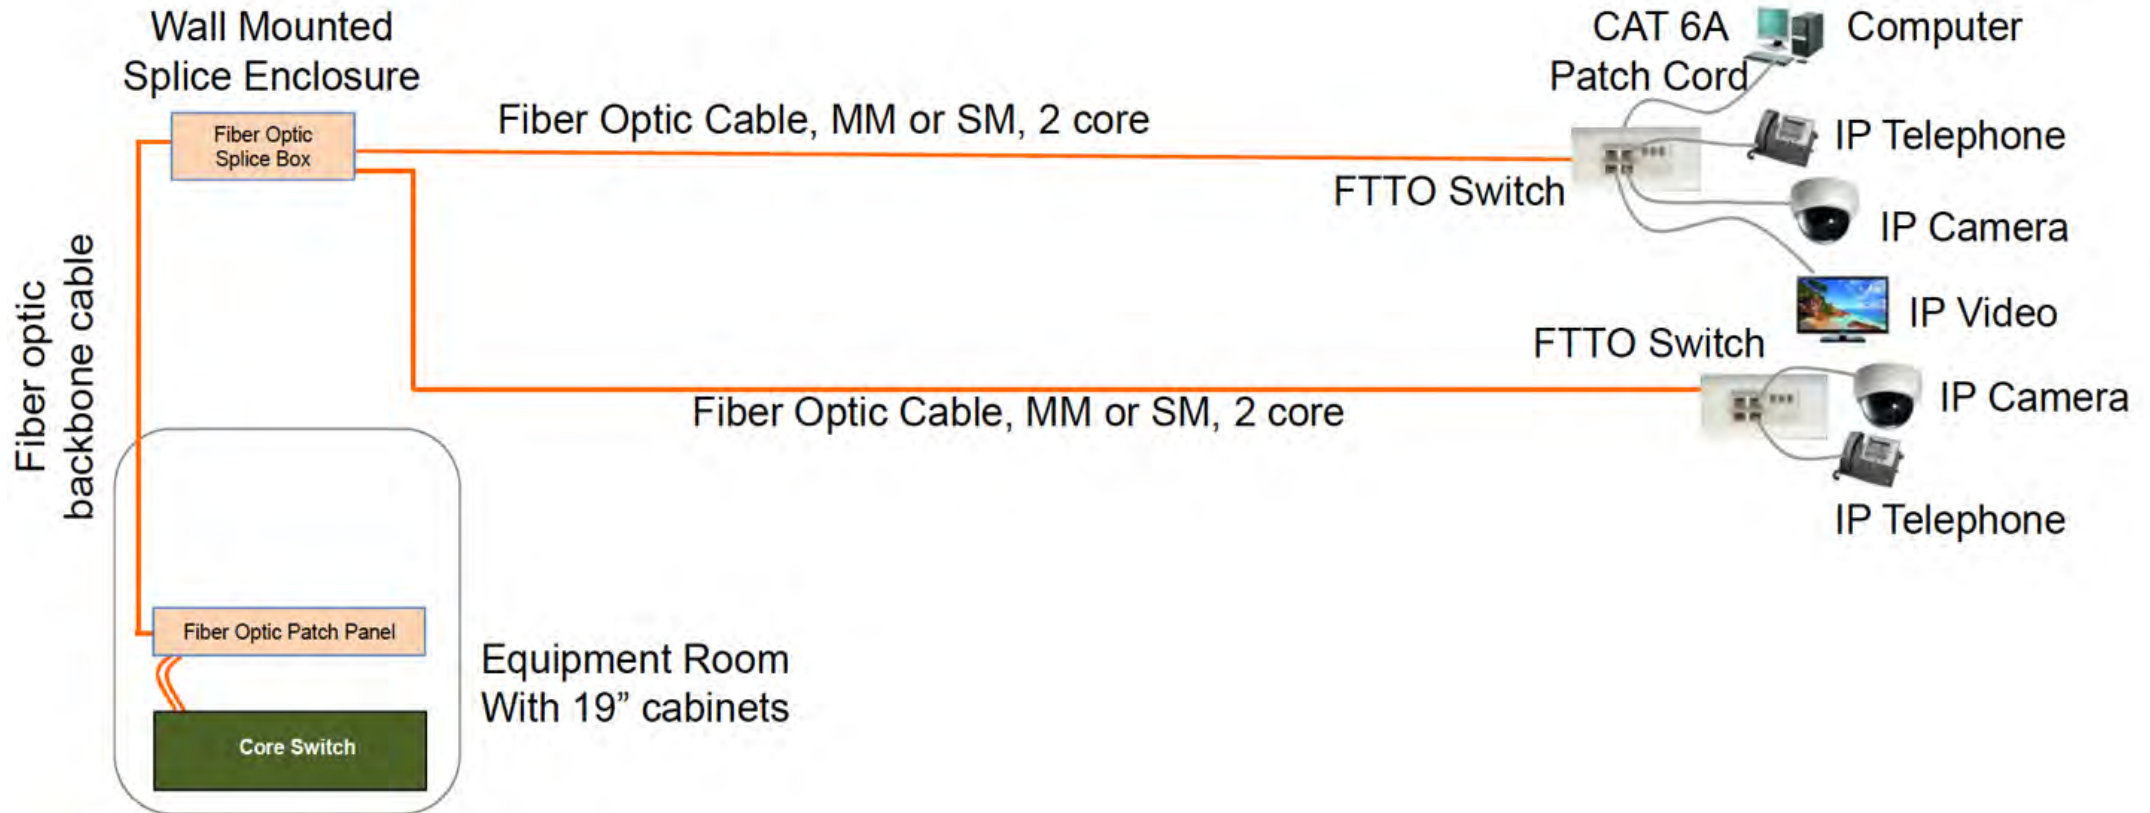 Wall Mounted
Splice Enclosure
Fiber Optic
Splice Box
Fiber optic
backbone cable
Fiber Optic Cable, MM or SM, 2 core
CAT 6A
Patch Cord
Computer
IP Telephone
FTTO Switch
IP Camera
IP Video
FTTO Switch
Fiber Optic Cable, MM or SM, 2 core
IP Camera
IP Telephone
Fiber Optic Patch Panel
Core Switch
Equipment Room
With 19” cabinets